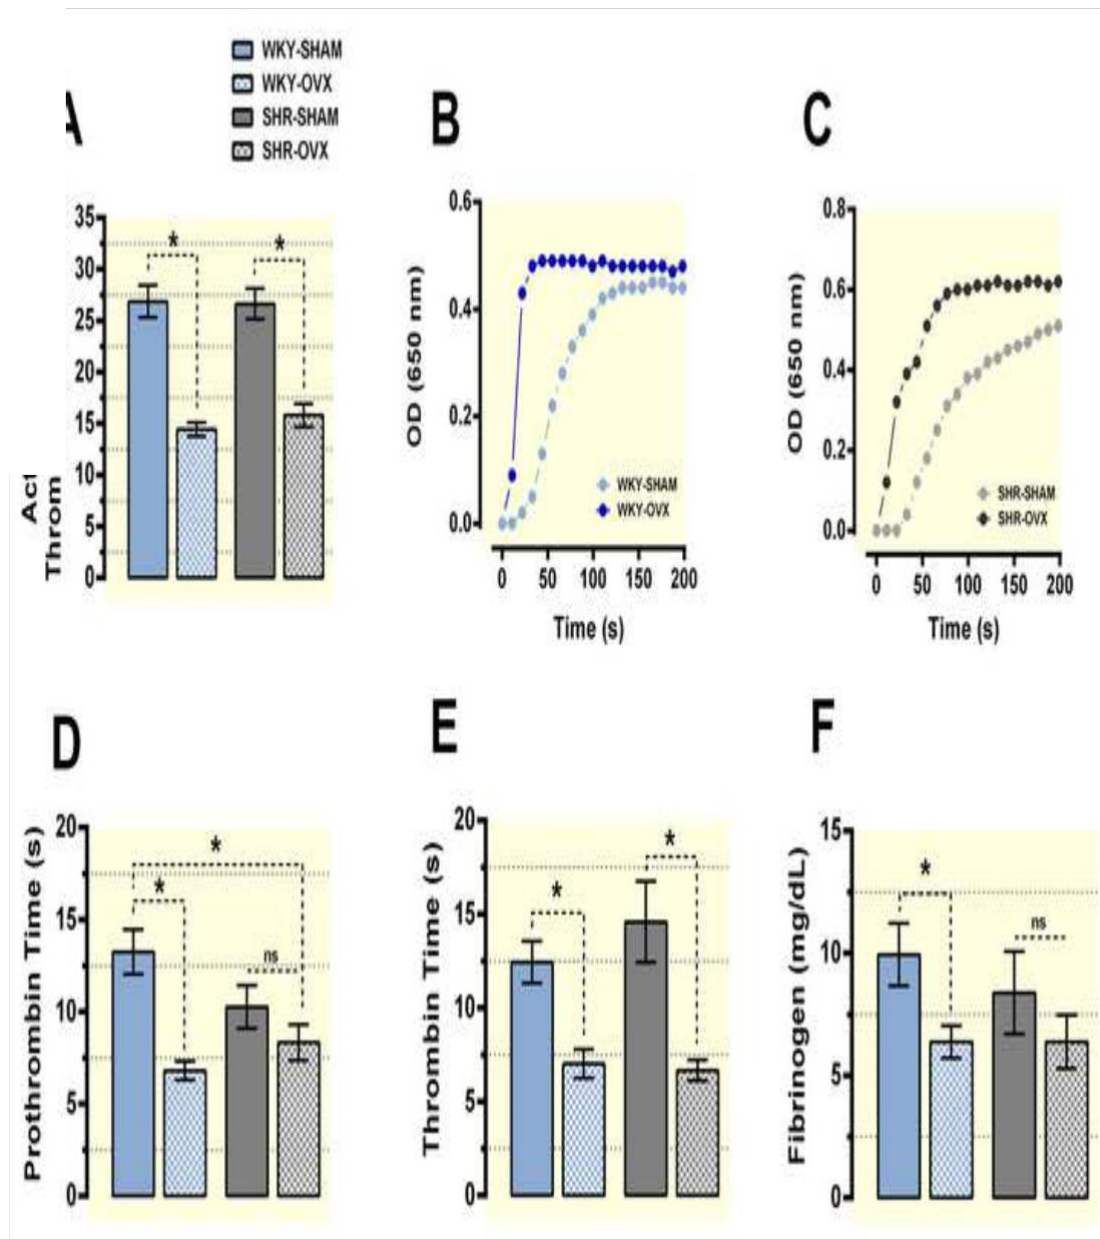 WKY-SHAM
WKY-OVX
SHR-SHAM
SHR-OVX
A
B
C
35
30
25
20
15
10
5
0
*
*
Act
Throm
0.6
0.4
0.2
0.0
OD (650 nm)
WKY-SHAM
WKY-OVX
0 50 100 150 200
Time (s)
0.8
0.6
0.4
0.2
0.0
OD (650 nm)
SHR-SHAM
SHR-OVX
0 50 100 150 200
Time (s)
D
E
F
20
15
10
5
0
Prothrombin Time (s)
*
*
ns
20
15
10
5
0
Thrombin Time (s)
*
*
15
10
5
0
Fibrinogen (mg/dL)
*
ns